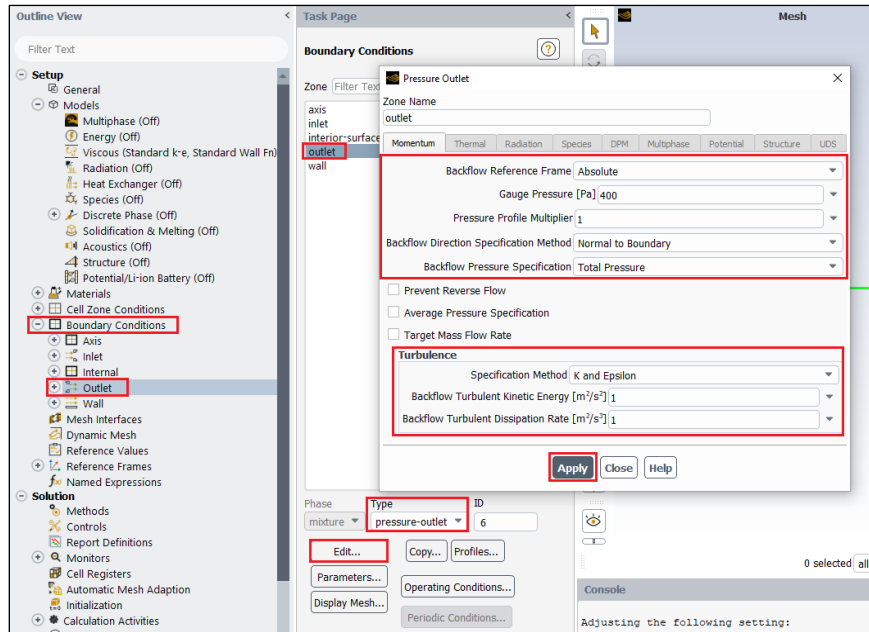 Outline View <
Filter Text
Setup
General
Models
Multiphase (Off)
Energy (Off)
Viscous (Standard k-e, Standard Wall Fn)
Radiation (Off)
Heat Exchanger (Off)
Species (Off)
Discrete Phase (Off)
Solidification & Melting (Off)
Acoustics (Off)
Structure (Off)
Potential/Li-ion Battery (Off)
Materials
Cell Zone Conditions
Boundary Conditions
Axis
Inlet
Internal
Outlet
Wall
Mesh Interfaces
Dynamic Mesh
Reference Values
Reference Frames
Named Expressions
Solution
Methods
Controls
Report Definitions
Monitors
Cell Registers
Automatic Mesh Adaption
Initialization
Calculation Activities
Task Page <
Boundary Conditions ?
Zone Filter Tex
axis
inlet
interior-surface
outlet
wall
Phase Type ID
mixture pressure-outlet 6
Edit... Copy... Profiles...
Parameters... Operating Conditions...
Display Mesh... Periodic Conditions...
Mesh
Pressure Outlet
Zone Name
outlet
Momentum Thermal Radiation Species DPM Multiphase Potential Structure UDS
Backflow Reference Frame Absolute
Gauge Pressure [Pa] 400
Pressure Profile Multiplier 1
Backflow Direction Specification Method Normal to Boundary
Backflow Pressure Specification Total Pressure
Prevent Reverse Flow
Average Pressure Specification
Target Mass Flow Rate
Turbulence
Specification Method K and Epsilon
Backflow Turbulent Kinetic Energy [m²/s²] 1
Backflow Turbulent Dissipation Rate [m²/s³] 1
Apply Close Help
0 selected all
Console
Adjusting the following setting: